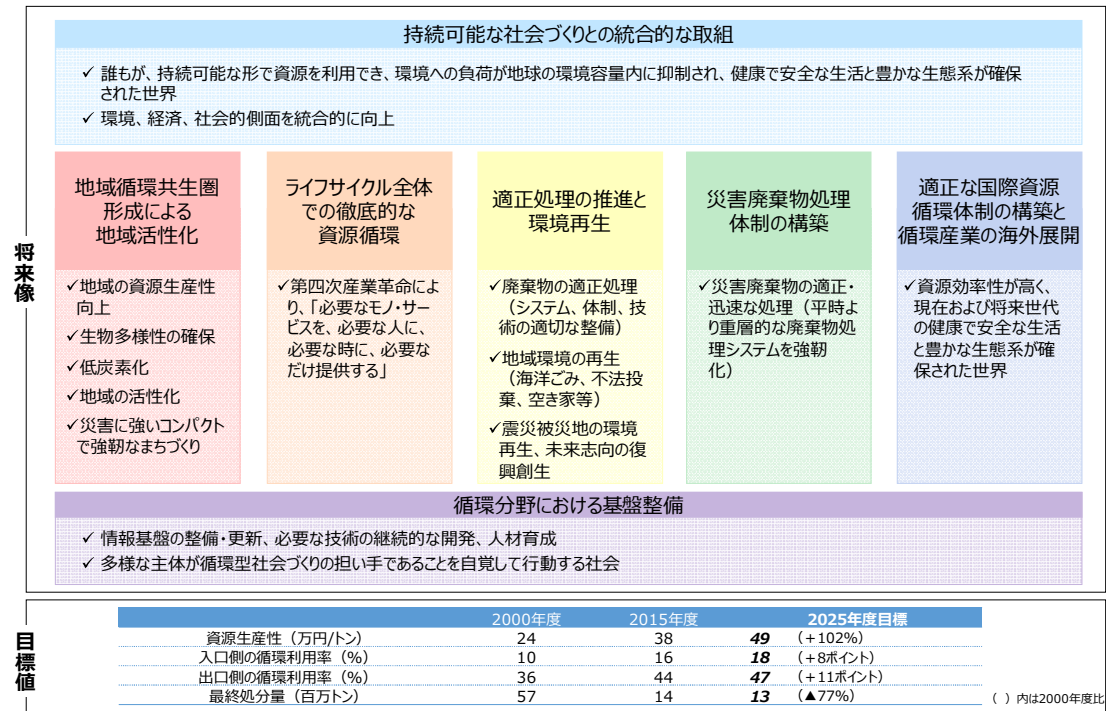 持続可能な社会づくりとの統合的な取組
✓ 誰もが、持続可能な形で資源を利用でき、環境への負荷が地球の環境容量内に抑制され、健康で安全な生活と豊かな生態系が確保
された世界
✓ 環境、経済、社会的側面を統合的に向上
将来像
地域循環共生圏
形成による
地域活性化
✓地域の資源生産性
向上
✓生物多様性の確保
✓低炭素化
✓地域の活性化
✓災害に強いコンパクト
で強靭なまちづくり
ライフサイクル全体
での徹底的な
資源循環
✓第四次産業革命によ
り、「必要なモノ・サー
ビスを、必要な人に、
必要な時に、必要な
だけ提供する」
適正処理の推進と
環境再生
✓廃棄物の適正処理
（システム、体制、技
術の適切な整備）
✓地域環境の再生
（海洋ごみ、不法投
棄、空き家等）
✓震災被災地の環境
再生、未来志向の復
興創生
災害廃棄物処理
体制の構築
✓災害廃棄物の適正・
迅速な処理（平時よ
り重層的な廃棄物処
理システムを強靭
化）
適正な国際資源
循環体制の構築と
循環産業の海外展開
✓資源効率性が高く、
現在および将来世代
の健康で安全な生活
と豊かな生態系が確
保された世界
循環分野における基盤整備
✓ 情報基盤の整備・更新、必要な技術の継続的な開発、人材育成
✓ 多様な主体が循環型社会づくりの担い手であることを自覚して行動する社会
目標値
2000年度 2015年度 2025年度目標
資源生産性（万円/トン） 24 38 49 （+102%）
入口側の循環利用率（%） 10 16 18 （+8ポイント）
出口側の循環利用率（%） 36 44 47 （+11ポイント）
最終処分量（百万トン） 57 14 13 （▲77%）
（ ）内は2000年度比